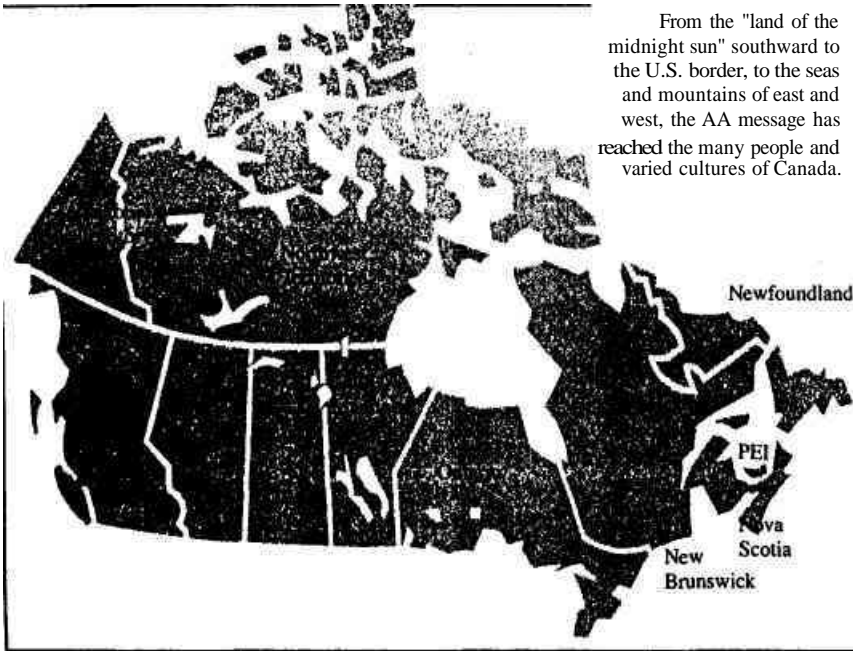 From the "land of the
midnight sun" southward to
the U.S. border, to the seas
and mountains of east and
west, the AA message has
reached the many people and
varied cultures of Canada.
Newfoundland
PEI
Nova
Scotia
New
Brunswick